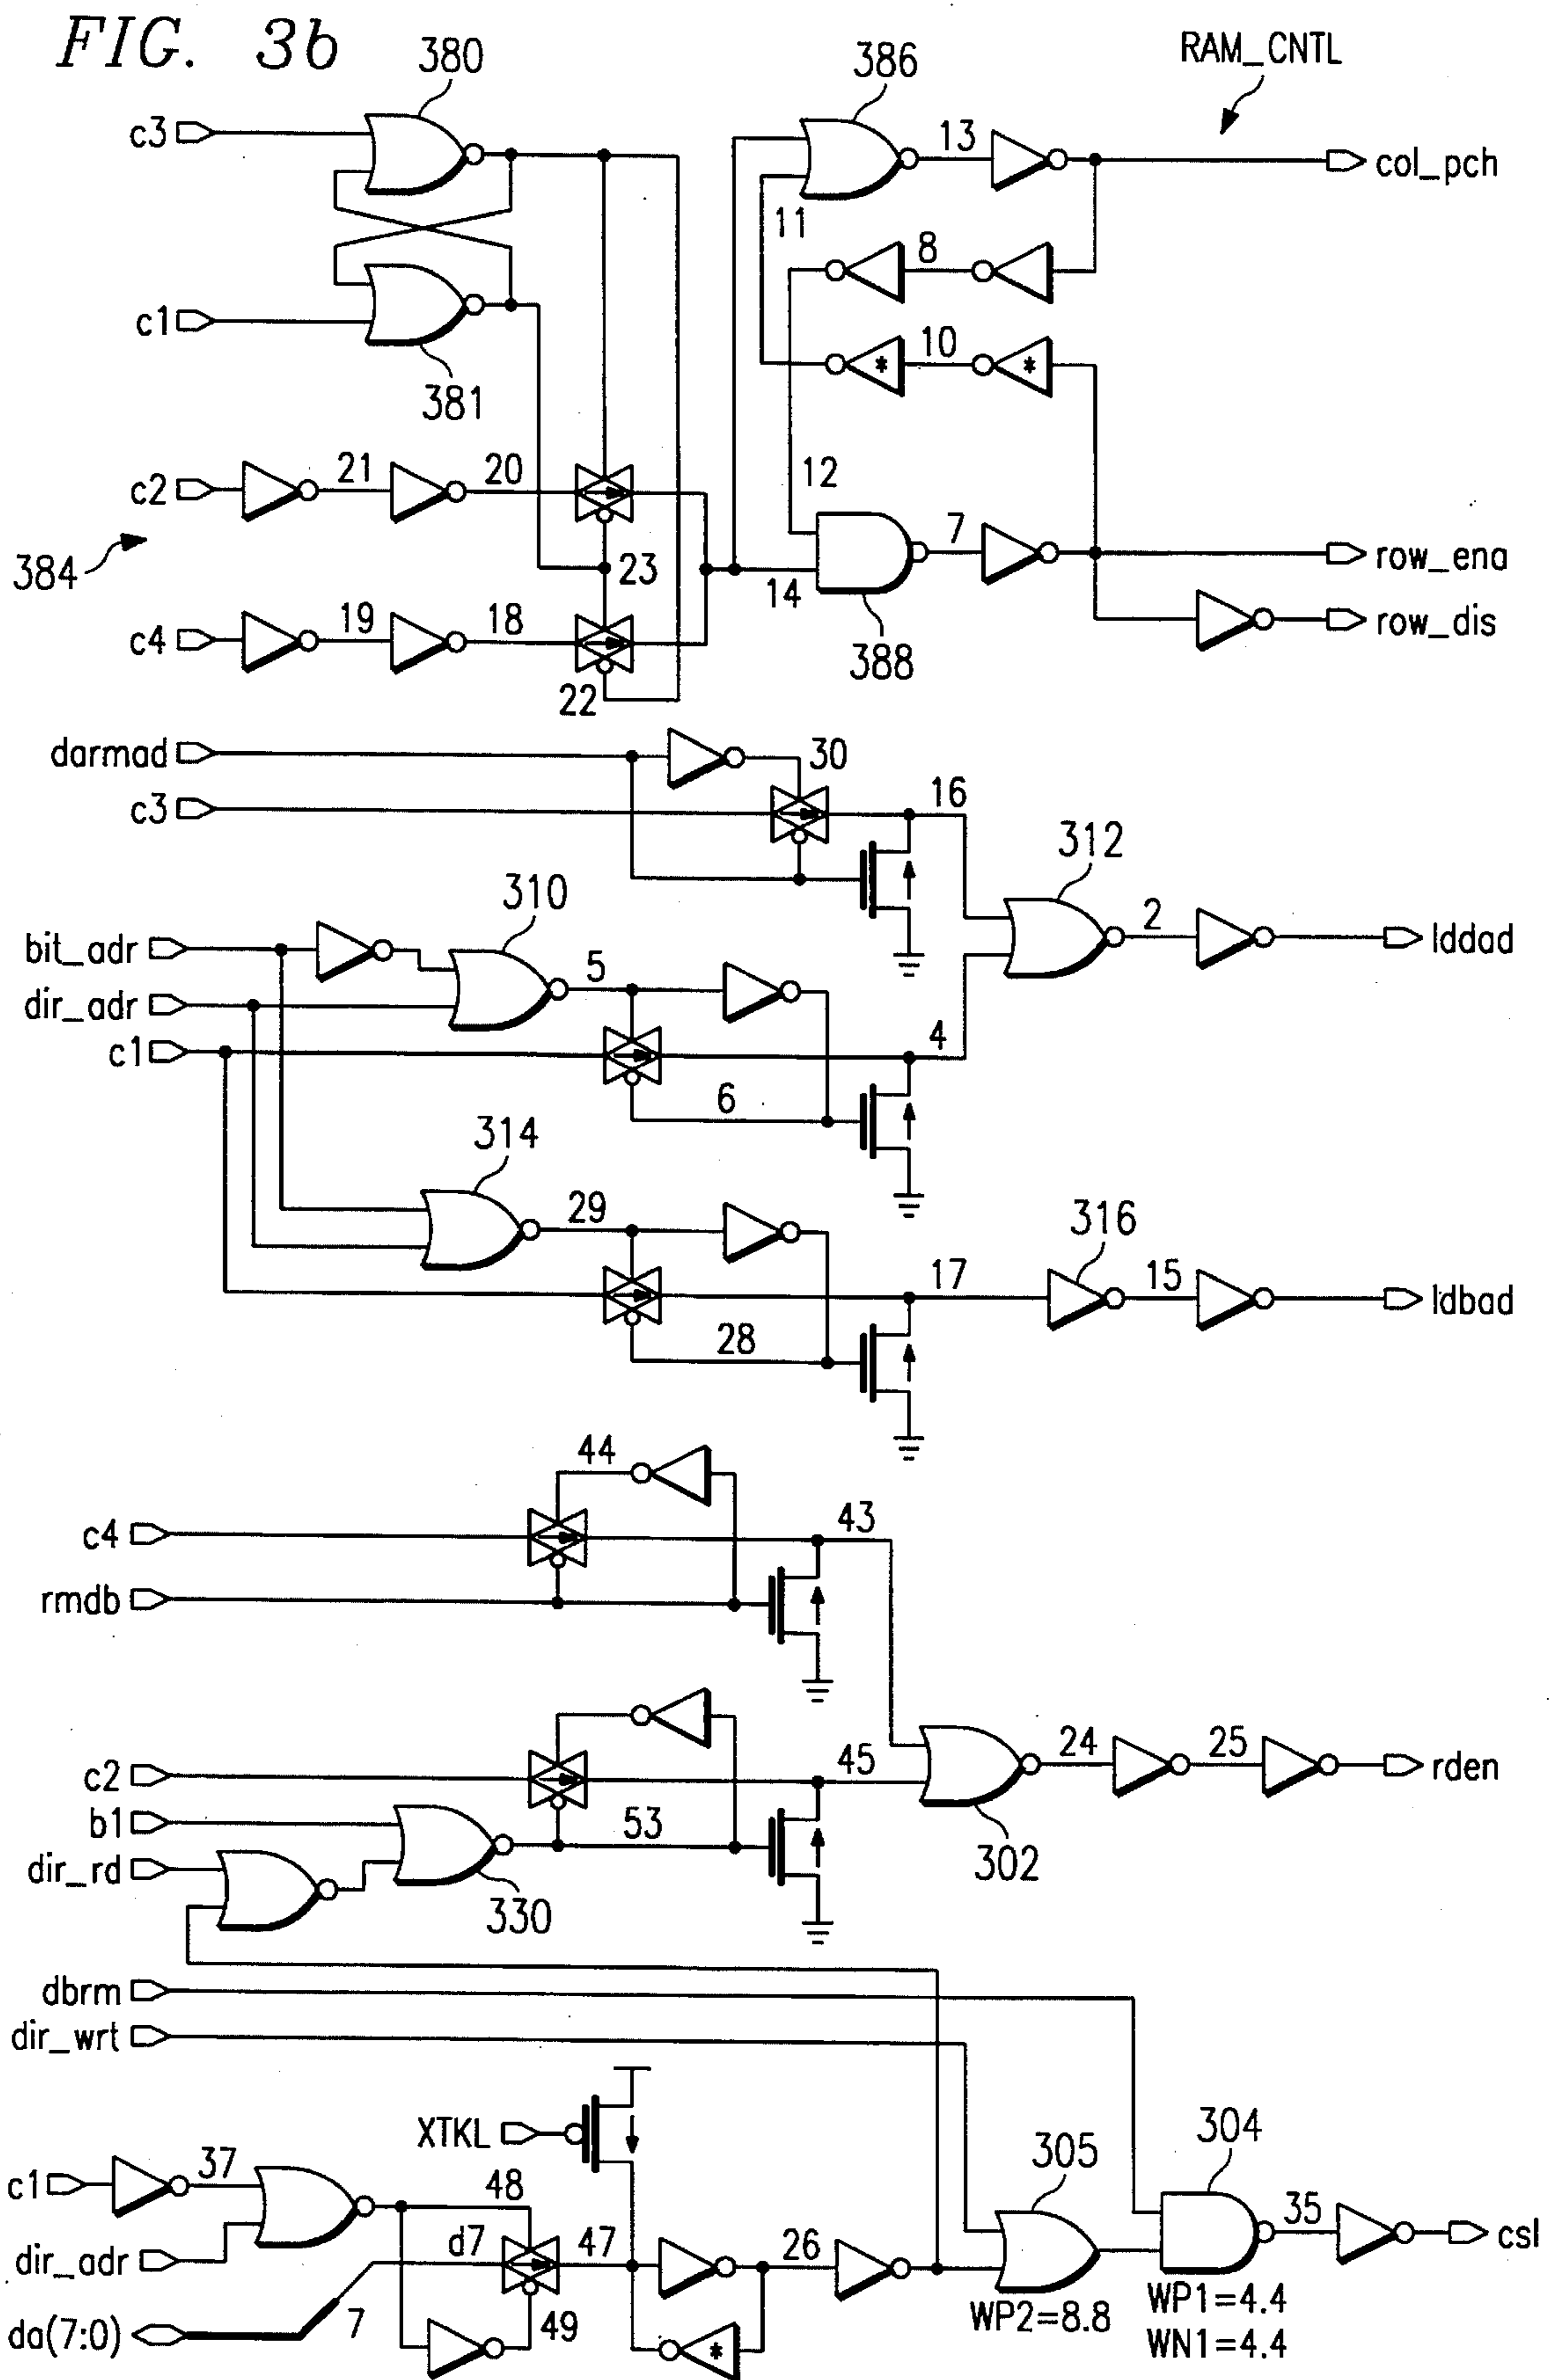 FIG. 3b
380
386
RAM_CNTL
c3
13
col_pch
11
8
c1
10
*
*
381
c2
21
20
12
7
384
23
14
row_ena
c4
19
18
row_dis
388
22
darmad
30
c3
16
312
310
bit_adr
5
2
lddad
dir_adr
c1
4
6
314
29
316
17
15
ldbad
28
44
c4
43
rmdb
c2
45
24
25
rden
b1
53
dir_rd
330
302
dbrm
dir_wrt
XTKL
305
304
c1
37
48
35
d7
47
26
csl
dir_adr
WP2=8.8
WP1=4.4
da(7:0)
7
49
*
WN1=4.4